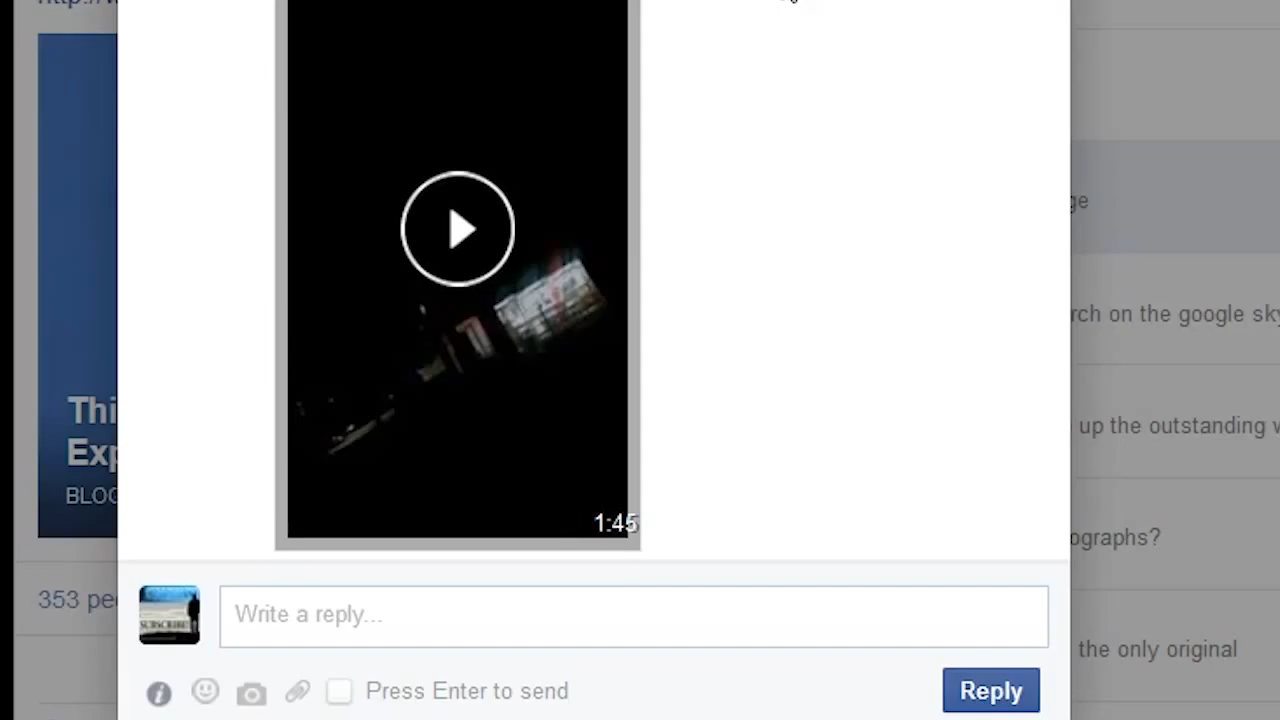 1:45
Write a reply...
Press Enter to send
Reply
SUBSCRIBE
Thi
Exp
BLOG
353 pe
ge
rch on the google sky
up the outstanding w
ographs?
the only original